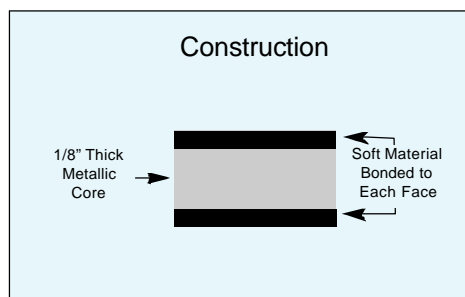 Construction
1/8” Thick
Metallic
Core
Soft Material
Bonded to
Each Face